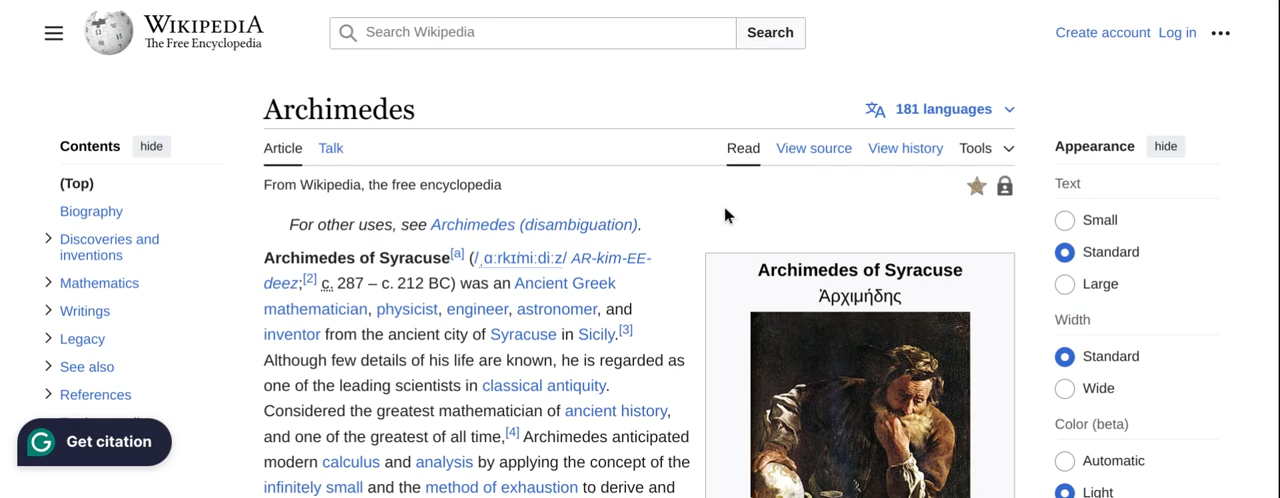 WIKIPEDIA
The Free Encyclopedia
Search Wikipedia
Search
Create account Log in
Archimedes
181 languages
Contents hide
(Top)
Biography
Discoveries and
inventions
Mathematics
Writings
Legacy
See also
References
Get citation
Article Talk
Read View source View history Tools
From Wikipedia, the free encyclopedia
For other uses, see Archimedes (disambiguation).
Archimedes of Syracuse[a] (/ˌɑːrkɪˈmiːdiːz/ AR-kim-EE-
deez;[2] c. 287 – c. 212 BC) was an Ancient Greek
mathematician, physicist, engineer, astronomer, and
inventor from the ancient city of Syracuse in Sicily.[3]
Although few details of his life are known, he is regarded as
one of the leading scientists in classical antiquity.
Considered the greatest mathematician of ancient history,
and one of the greatest of all time,[4] Archimedes anticipated
modern calculus and analysis by applying the concept of the
infinitely small and the method of exhaustion to derive and
Archimedes of Syracuse
Ἀρχιμήδης
Appearance hide
Text
Small
Standard
Large
Width
Standard
Wide
Color (beta)
Automatic
Light